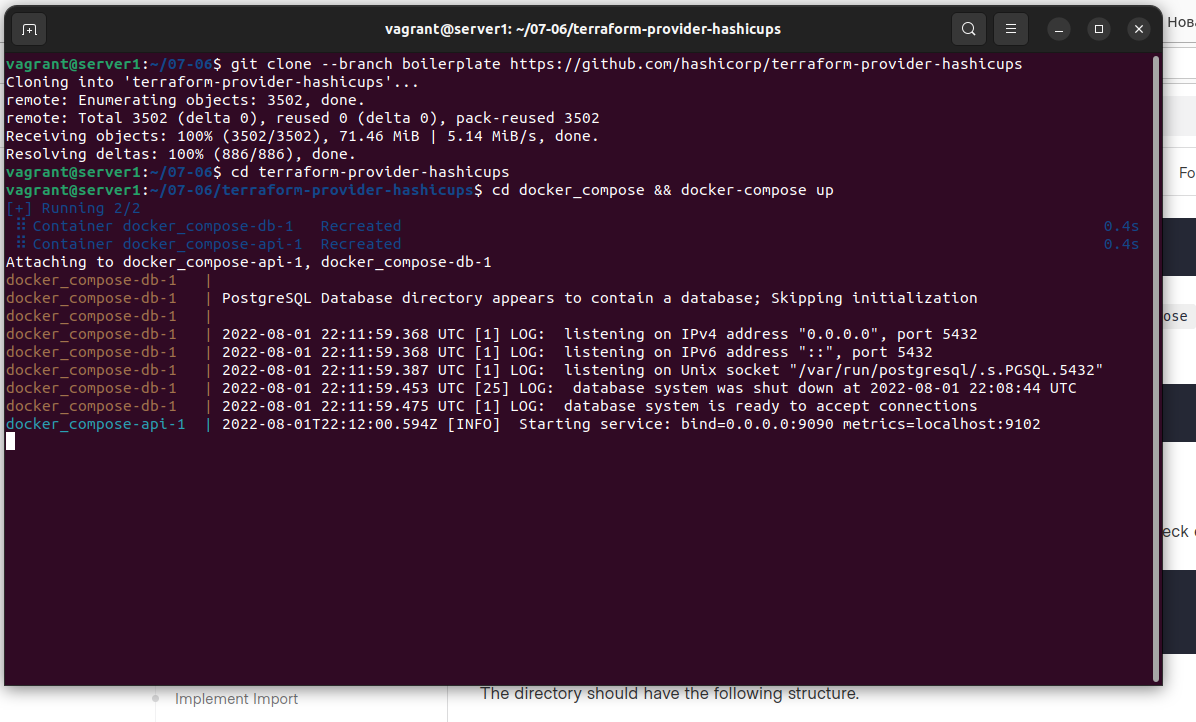 vagrant@server1: ~/07-06/terraform-provider-hashicups
Нов
vagrant@server1:~/07-06$ git clone --branch boilerplate https://github.com/hashicorp/terraform-provider-hashicups
Cloning into 'terraform-provider-hashicups'...
remote: Enumerating objects: 3502, done.
remote: Total 3502 (delta 0), reused 0 (delta 0), pack-reused 3502
Receiving objects: 100% (3502/3502), 71.46 MiB | 5.14 MiB/s, done.
Resolving deltas: 100% (886/886), done.
vagrant@server1:~/07-06$ cd terraform-provider-hashicups
Fo
vagrant@server1:~/07-06/terraform-provider-hashicups$ cd docker_compose && docker-compose up
[+] Running 2/2
⠿ Container docker_compose-db-1   Recreated 0.4s
⠿ Container docker_compose-api-1  Recreated 0.4s
Attaching to docker_compose-api-1, docker_compose-db-1
docker_compose-db-1   |
docker_compose-db-1   | PostgreSQL Database directory appears to contain a database; Skipping initialization
docker_compose-db-1   |
ose
docker_compose-db-1   | 2022-08-01 22:11:59.368 UTC [1] LOG:  listening on IPv4 address "0.0.0.0", port 5432
docker_compose-db-1   | 2022-08-01 22:11:59.368 UTC [1] LOG:  listening on IPv6 address "::", port 5432
docker_compose-db-1   | 2022-08-01 22:11:59.387 UTC [1] LOG:  listening on Unix socket "/var/run/postgresql/.s.PGSQL.5432"
docker_compose-db-1   | 2022-08-01 22:11:59.453 UTC [25] LOG:  database system was shut down at 2022-08-01 22:08:44 UTC
docker_compose-db-1   | 2022-08-01 22:11:59.475 UTC [1] LOG:  database system is ready to accept connections
docker_compose-api-1  | 2022-08-01T22:12:00.594Z [INFO]  Starting service: bind=0.0.0.0:9090 metrics=localhost:9102
eck
Implement Import
The directory should have the following structure.